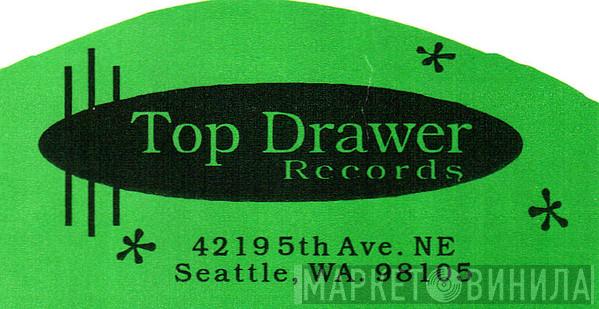 Top Drawer
Records
4219 5th Ave. NE
Seattle, WA. 98105
МАРКЕТ ВИНИЛА